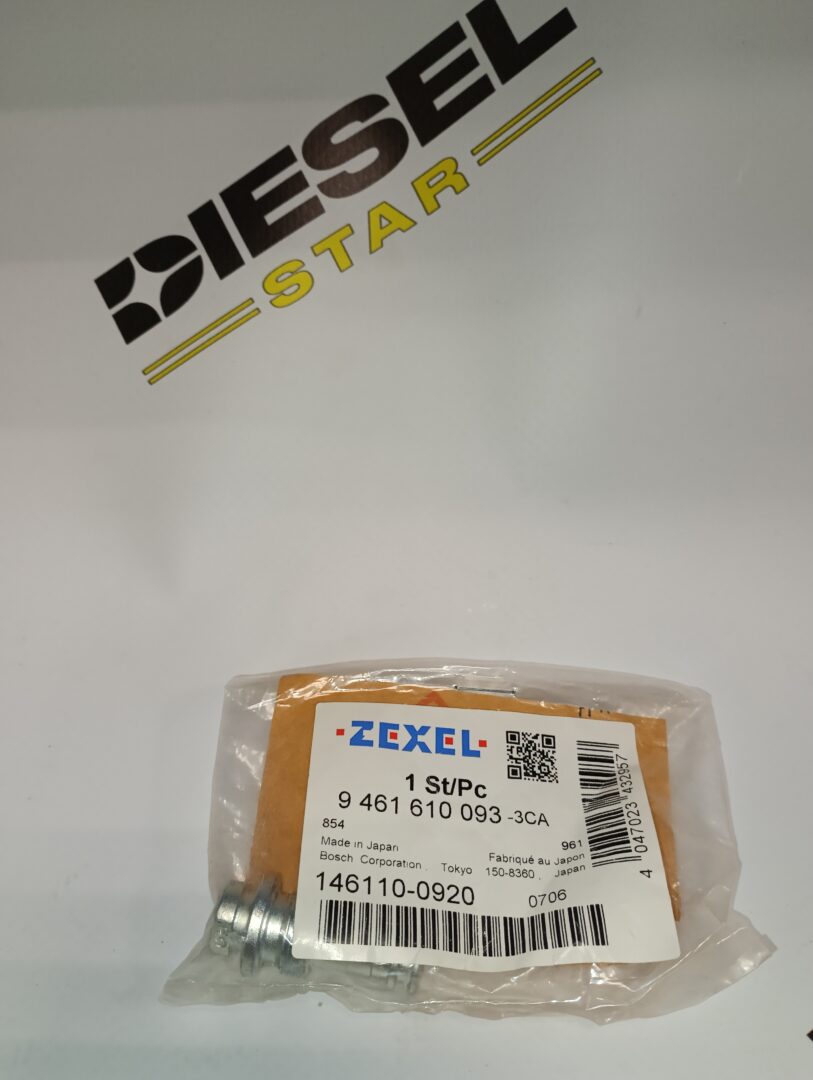 DIESEL
STAR
ZEXEL
1 St/Pc
9 461 610 093 -3CA
854
961
Made in Japan
Fabriqué au Japon
Bosch Corporation, Tokyo 150-8360, Japan
146110-0920
0706
4 047023 432957